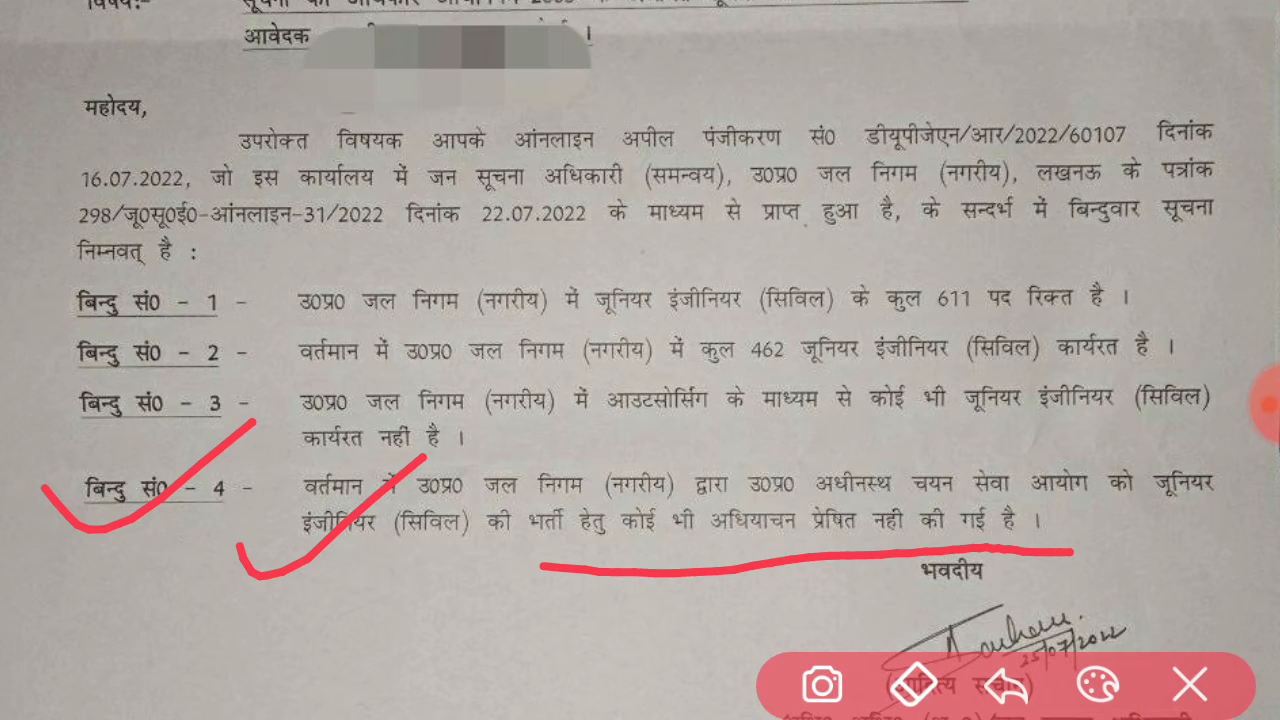 विषयः-
आवेदक
महोदय,
उपरोक्त विषयक आपके ऑनलाइन अपील पंजीकरण सं0 डीयूपीजेएन/आर/2022/60107 दिनांक
16.07.2022, जो इस कार्यालय में जन सूचना अधिकारी (समन्वय), उ0प्र0 जल निगम (नगरीय), लखनऊ के पत्रांक
298/जू0सू0ई0-आंनलाइन-31/2022 दिनांक 22.07.2022 के माध्यम से प्राप्त हुआ है, के सन्दर्भ में बिन्दुवार सूचना
निम्नवत् है :
बिन्दु सं0 - 1 - उ0प्र0 जल निगम (नगरीय) में जूनियर इंजीनियर (सिविल) के कुल 611 पद रिक्त है ।
बिन्दु सं0 - 2 - वर्तमान में उ0प्र0 जल निगम (नगरीय) में कुल 462 जूनियर इंजीनियर (सिविल) कार्यरत है ।
बिन्दु सं0 - 3 - उ0प्र0 जल निगम (नगरीय) में आउटसोर्सिंग के माध्यम से कोई भी जूनियर इंजीनियर (सिविल)
कार्यरत नहीं है ।
बिन्दु सं0 - 4 - वर्तमान में उ0प्र0 जल निगम (नगरीय) द्वारा उ0प्र0 अधीनस्थ चयन सेवा आयोग को जूनियर
इंजीनियर (सिविल) की भर्ती हेतु कोई भी अधियाचन प्रेषित नहीं की गई है ।
भवदीय
25/07/2022